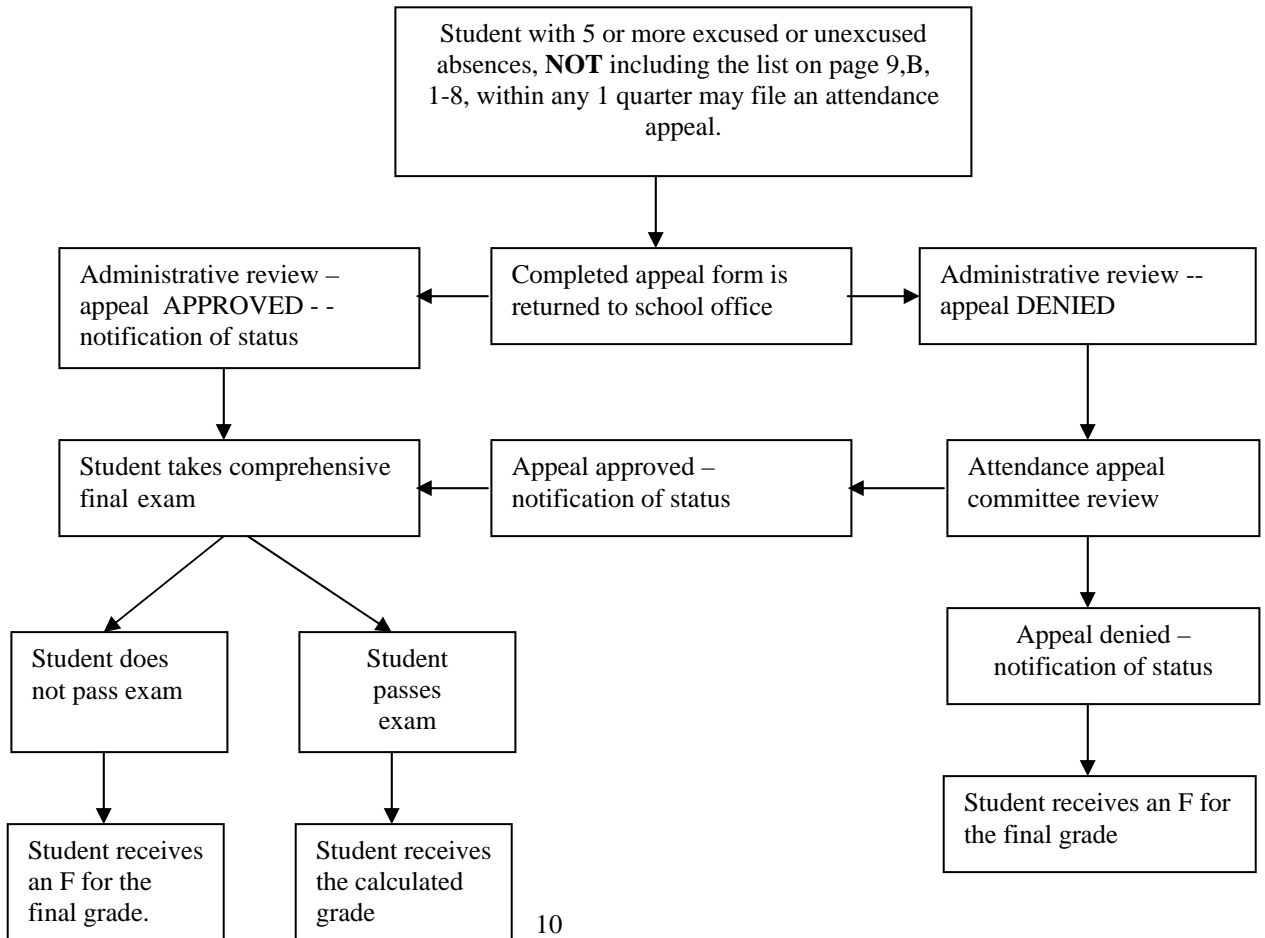 Student with 5 or more excused or unexcused
absences, NOT including the list on page 9,B,
1-8, within any 1 quarter may file an attendance
appeal.
Administrative review –
appeal APPROVED - -
notification of status
Completed appeal form is
returned to school office
Administrative review --
appeal DENIED
Student takes comprehensive
final exam
Appeal approved –
notification of status
Attendance appeal
committee review
Student does
not pass exam
Student
passes
exam
Appeal denied –
notification of status
Student receives
an F for the
final grade.
Student receives
the calculated
grade
Student receives an F for
the final grade
10